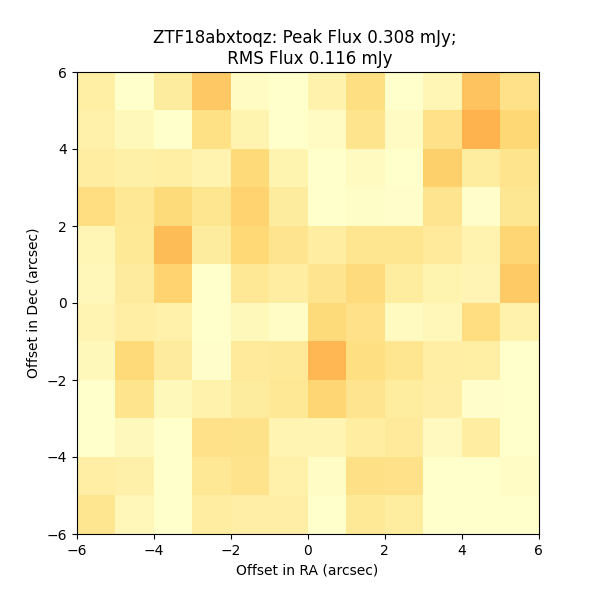 ZTF18abxtoqz: Peak Flux 0.308 mJy;
RMS Flux 0.116 mJy
6
4
2
0
−2
−4
−6
Offset in Dec (arcsec)
−6 −4 −2 0 2 4 6
Offset in RA (arcsec)